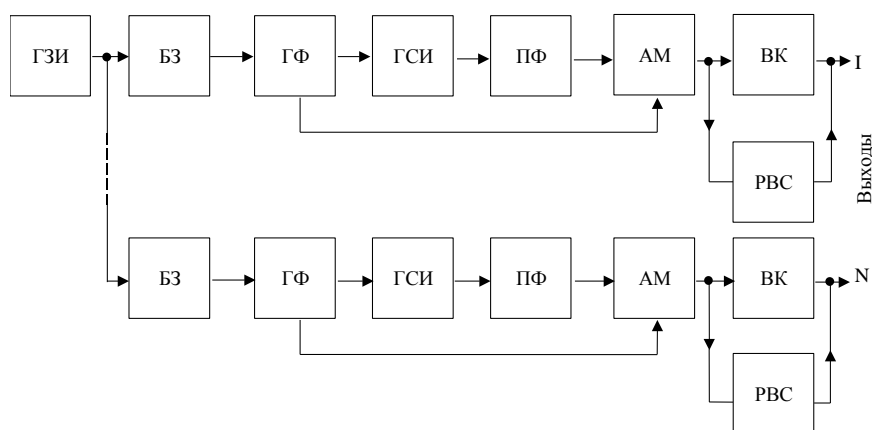 ГЗИ БЗ ГФ ГСИ ПФ АМ ВК I
РВС
Выходы
БЗ ГФ ГСИ ПФ АМ ВК N
РВС